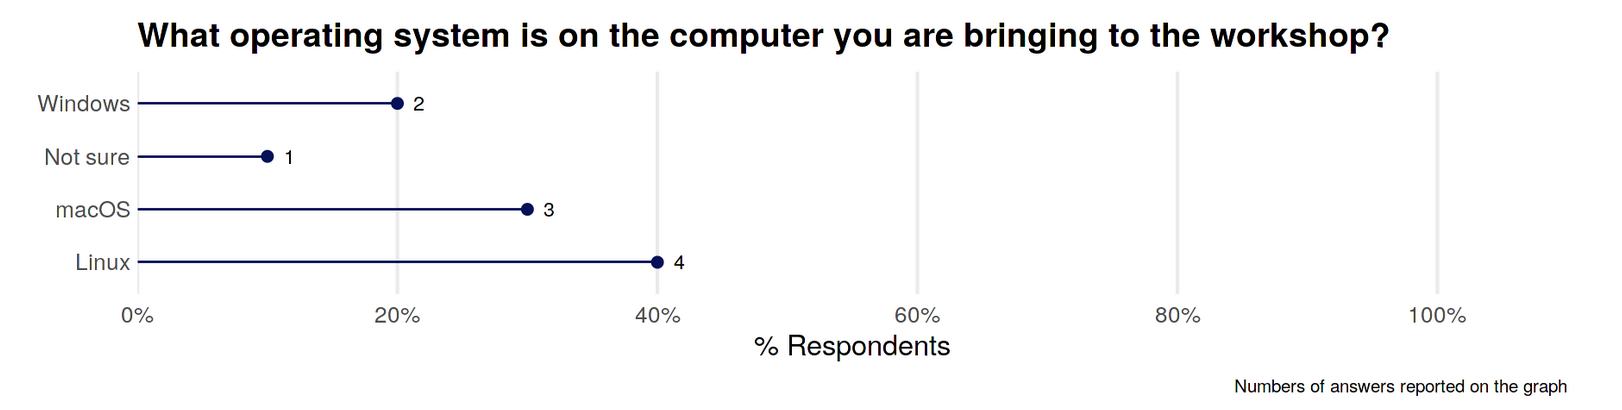 What operating system is on the computer you are bringing to the workshop?
Windows 2
Not sure 1
macOS 3
Linux 4
0% 20% 40% 60% 80% 100%
% Respondents
Numbers of answers reported on the graph